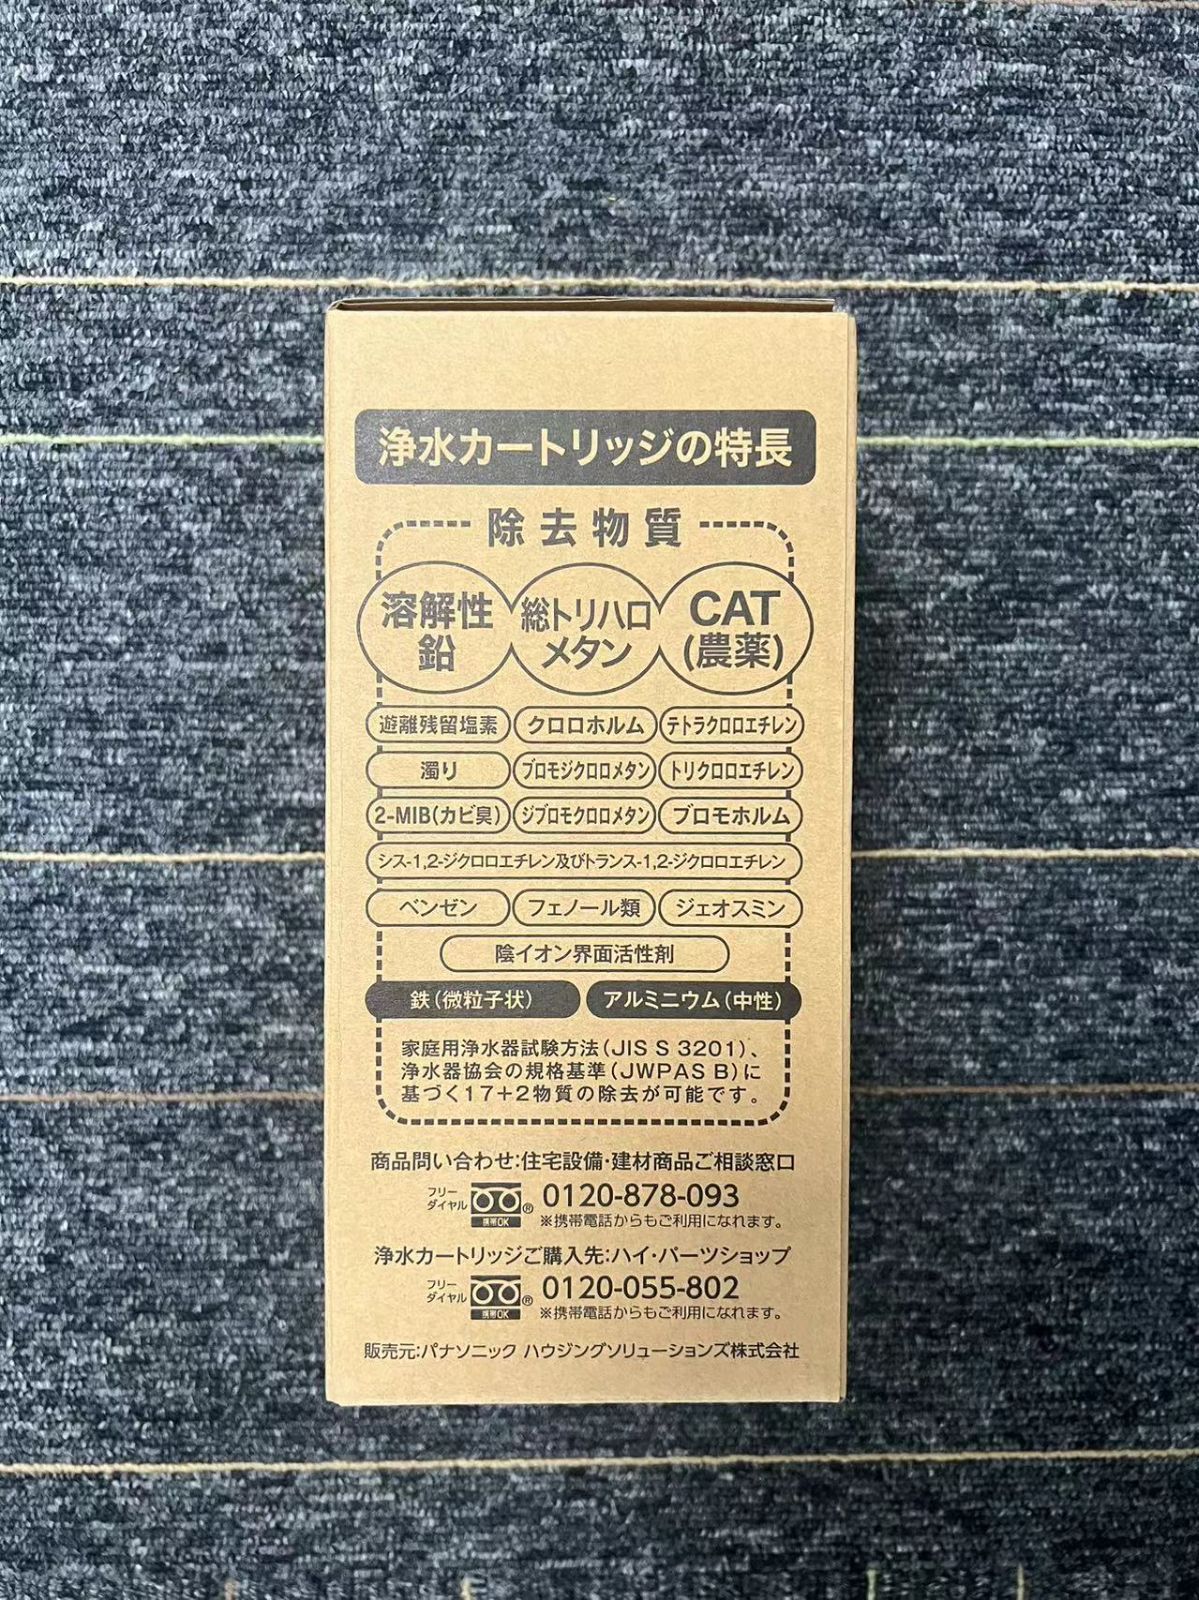 浄水カートリッジの特長
除去物質
溶解性
鉛
総トリハロ
メタン
CAT
(農薬)
遊離残留塩素 クロロホルム テトラクロロエチレン
濁り ブロモジクロロメタン トリクロロエチレン
2-MIB(カビ臭) ジブロモクロロメタン ブロモホルム
シス-1,2-ジクロロエチレン及びトランス-1,2-ジクロロエチレン
ベンゼン フェノール類 ジェオスミン
陰イオン界面活性剤
鉄(微粒子状) アルミニウム(中性)
家庭用浄水器試験方法(JIS S 3201)、
浄水器協会の規格基準(JWPAS B)に
基づく17+2物質の除去が可能です。
商品問い合わせ:住宅設備・建材商品ご相談窓口
フリー
ダイヤル
携帯OK
® 0120-878-093
※携帯電話からもご利用になれます。
浄水カートリッジご購入先:ハイ・パーツショップ
フリー
ダイヤル
携帯OK
® 0120-055-802
※携帯電話からもご利用になれます。
販売元:パナソニック ハウジングソリューションズ株式会社